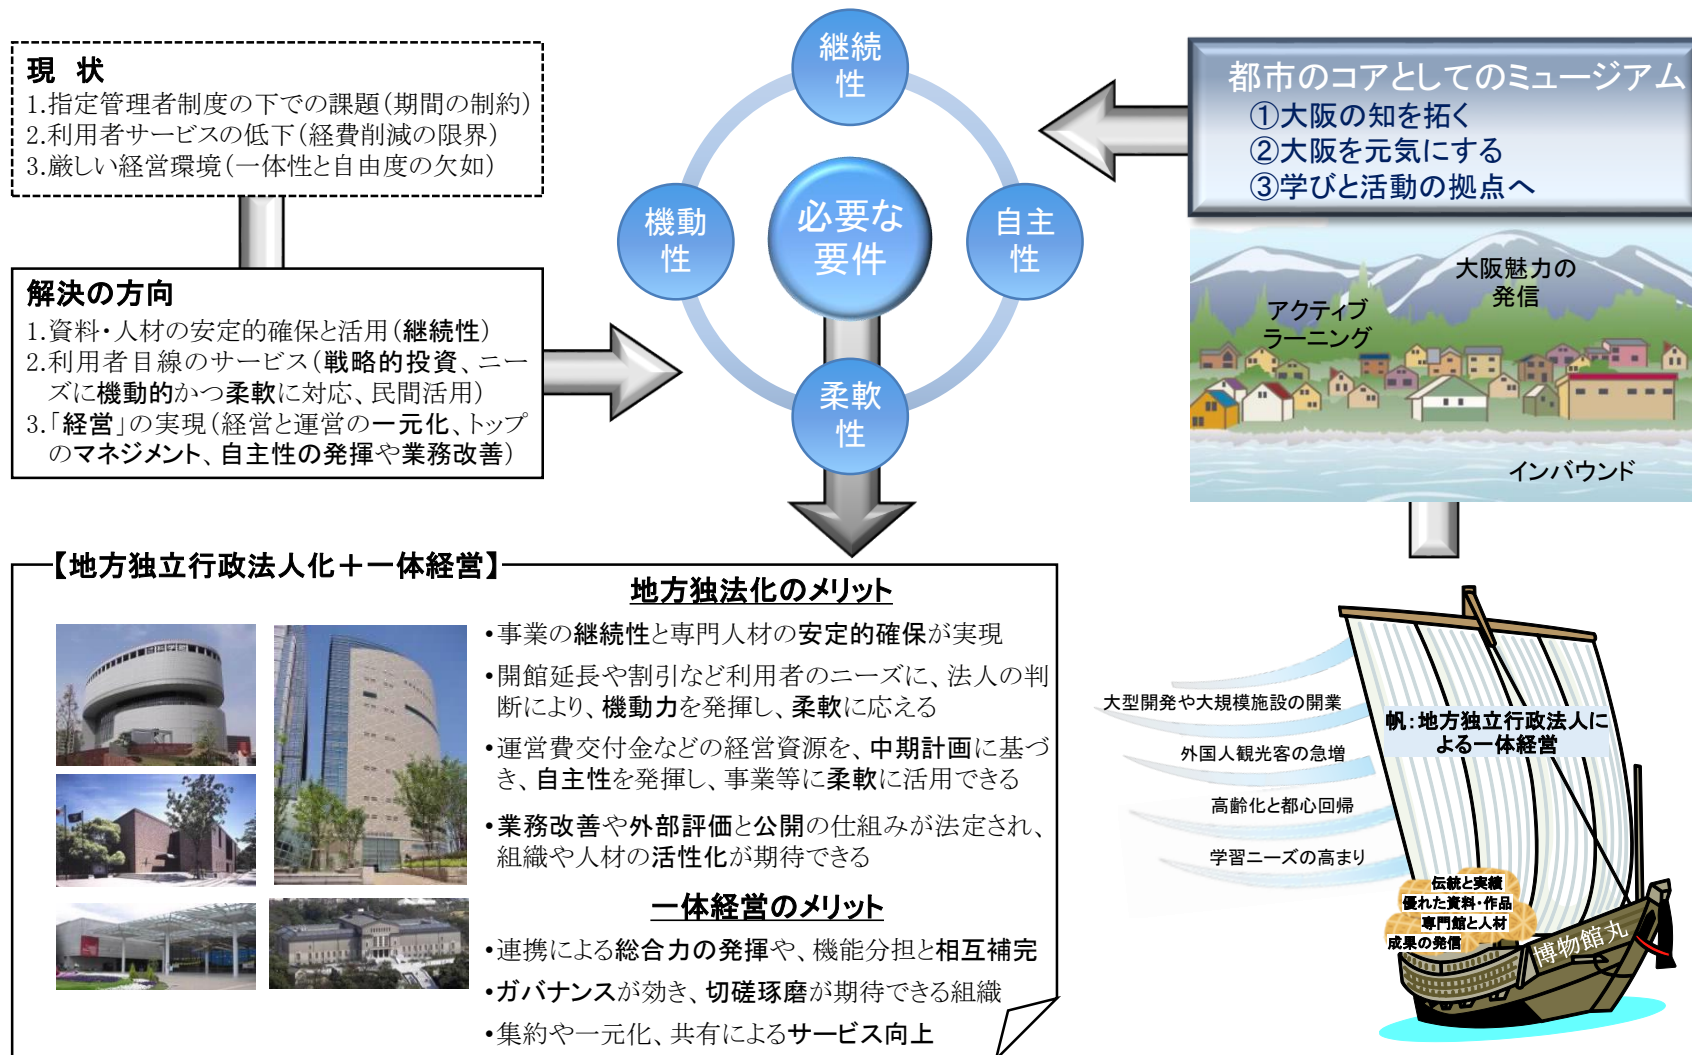 現 状
1.指定管理者制度の下での課題(期間の制約)
2.利用者サービスの低下(経費削減の限界)
3.厳しい経営環境(一体性と自由度の欠如)
解決の方向
1.資料・人材の安定的確保と活用(継続性)
2.利用者目線のサービス(戦略的投資、ニー
ズに機動的かつ柔軟に対応、民間活用)
3.「経営」の実現(経営と運営の一元化、トップ
のマネジメント、自主性の発揮や業務改善)
継続
性
機動
性
必要な
要件
自主
性
柔軟
性
都市のコアとしてのミュージアム
①大阪の知を拓く
②大阪を元気にする
③学びと活動の拠点へ
大阪魅力の
発信
アクティブ
ラーニング
インバウンド
【地方独立行政法人化＋一体経営】
地方独法化のメリット
•事業の継続性と専門人材の安定的確保が実現
•開館延長や割引など利用者のニーズに、法人の判
断により、機動力を発揮し、柔軟に応える
•運営費交付金などの経営資源を、中期計画に基づ
き、自主性を発揮し、事業等に柔軟に活用できる
•業務改善や外部評価と公開の仕組みが法定され、
組織や人材の活性化が期待できる
一体経営のメリット
•連携による総合力の発揮や、機能分担と相互補完
•ガバナンスが効き、切磋琢磨が期待できる組織
•集約や一元化、共有によるサービス向上
大型開発や大規模施設の開業
外国人観光客の急増
高齢化と都心回帰
学習ニーズの高まり
帆：地方独立行政法人に
よる一体経営
伝統と実績
優れた資料・作品
専門館と人材
成果の発信
博物館丸